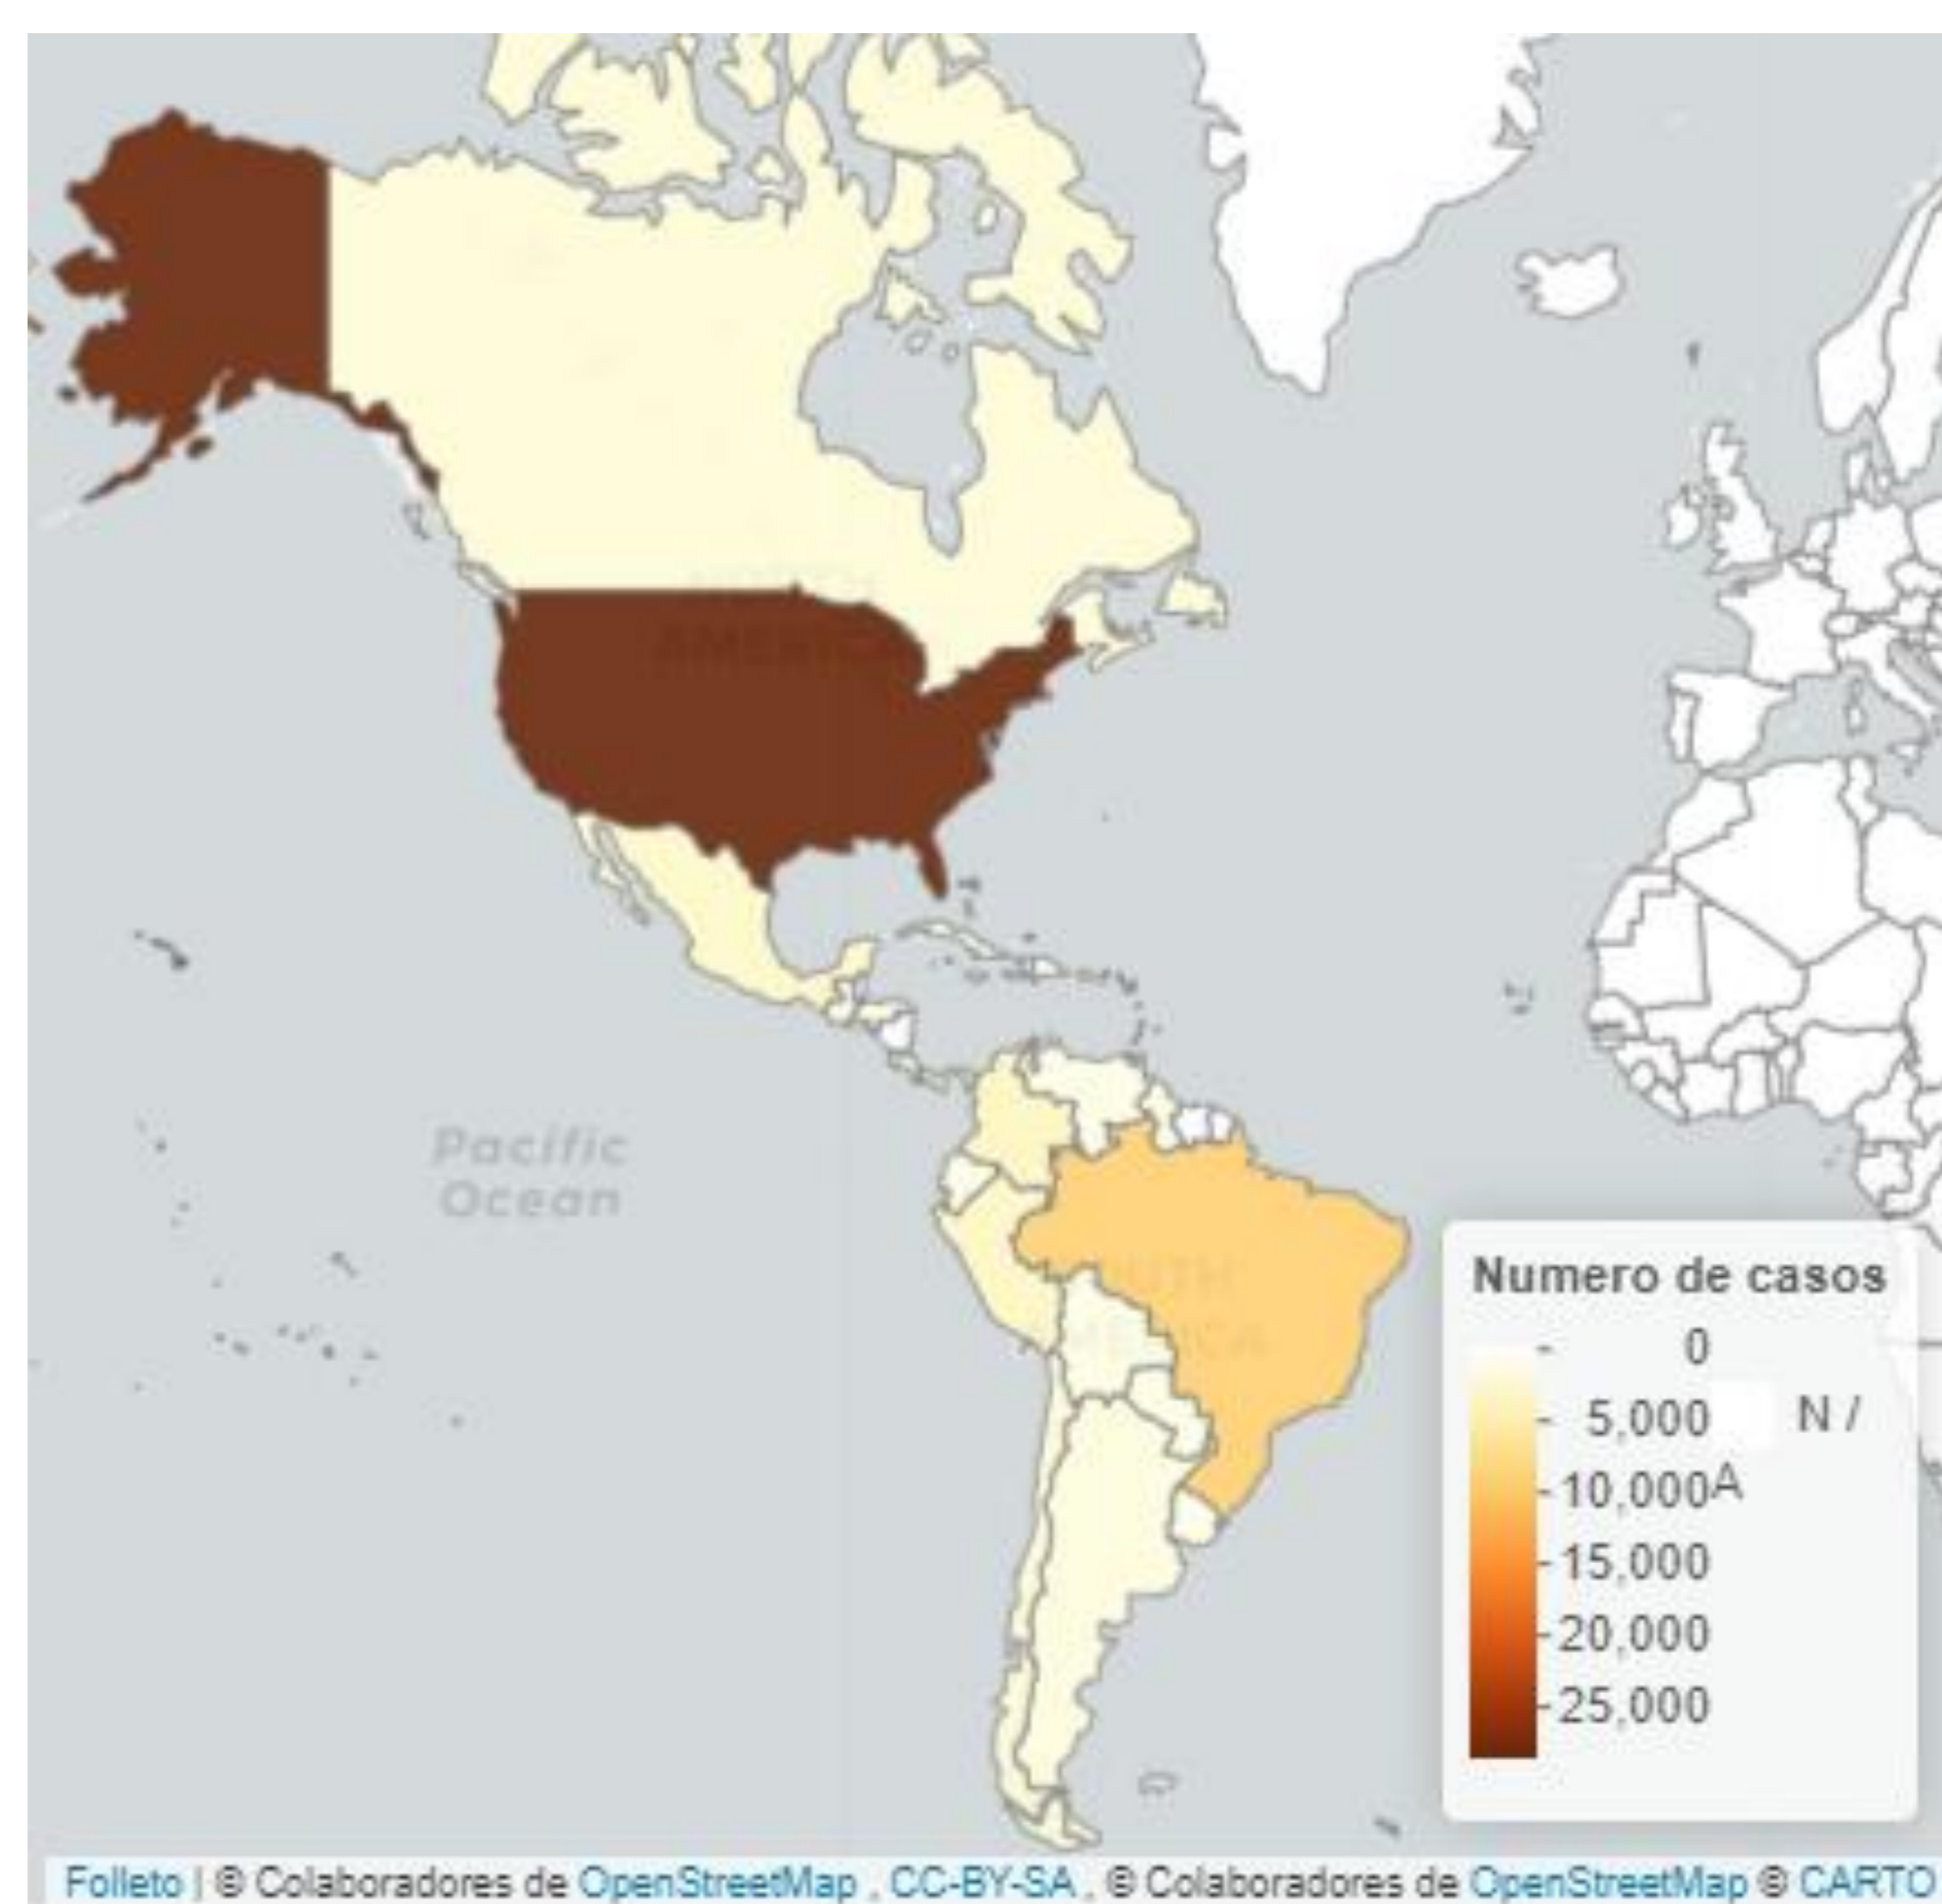 AMERICA
Pacific
Ocean
Numero de casos
0
5,000 N /
10,000A
15,000
20,000
25,000
Folleto | © Colaboradores de OpenStreetMap , CC-BY-SA , © Colaboradores de OpenStreetMap © CARTO